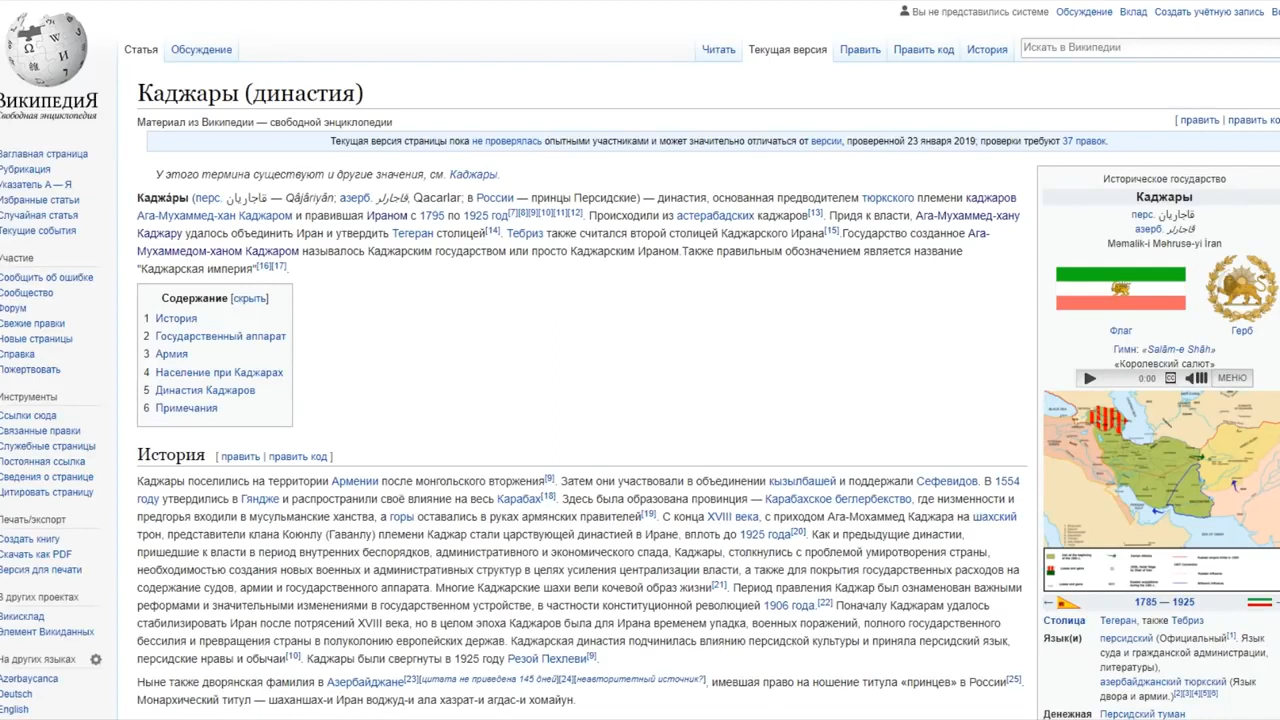 Вы не представились системе Обсуждение Вклад Создать учётную запись
Статья Обсуждение Читать Текущая версия Править Править код История Искать в Википедии
ВикипедиЯ
Свободная энциклопедия
Каджары (династия)
Материал из Википедии — свободной энциклопедии
[ править | править ко
Текущая версия страницы пока не проверялась опытными участниками и может значительно отличаться от версии, проверенной 23 января 2019; проверки требуют 37 правок.
У этого термина существуют и другие значения, см. Каджары.
Каджа́ры (перс. قاجاریان — Qâjâriyân; азерб. قاجارلر, Qacarlar; в России — принцы Персидские) — династия, основанная предводителем тюркского племени каджаров
Ага-Мухаммед-хан Каджаром и правившая Ираном с 1795 по 1925 год[7][8][9][10][11][12]. Происходили из астерабадских каджаров[13]. Придя к власти, Ага-Мухаммед-хану
Каджару удалось объединить Иран и утвердить Тегеран столицей[14]. Тебриз также считался второй столицей Каджарского Ирана[15].Государство созданное Ага-
Мухаммедом-ханом Каджаром называлось Каджарским государством или просто Каджарским Ираном.Также правильным обозначением является название
"Каджарская империя"[16][17].
Содержание [скрыть]
1 История
2 Государственный аппарат
3 Армия
4 Население при Каджарах
5 Династия Каджаров
6 Примечания
История [ править | править код ]
Каджары поселились на территории Армении после монгольского вторжения[9]. Затем они участвовали в объединении кызылбашей и поддержали Сефевидов. В 1554
году утвердились в Гяндже и распространили своё влияние на весь Карабах[18]. Здесь была образована провинция — Карабахское беглербекство, где низменности и
предгорья входили в мусульманские ханства, а горы оставались в руках армянских правителей[19]. С конца XVIII века, с приходом Ага-Мохаммед Каджара на шахский
трон, представители клана Коюнлу (Гаванлу) племени Каджар стали царствующей династией в Иране, вплоть до 1925 года[20]. Как и предыдущие династии,
пришедшие к власти в период внутренних беспорядков, административного и экономического спада, Каджары, столкнулись с проблемой умиротворения страны,
необходимостью создания новых военных и административных структур в целях усиления централизации власти, а также для покрытия государственных расходов на
содержание судов, армии и государственного аппарата. Многие Каджарские шахи вели кочевой образ жизни[21]. Период правления Каджар был ознаменован важными
реформами и значительными изменениями в государственном устройстве, в частности конституционной революцией 1906 года.[22] Поначалу Каджарам удалось
стабилизировать Иран после потрясений XVIII века, но в целом эпоха Каджаров была для Ирана временем упадка, военных поражений, полного государственного
бессилия и превращения страны в полуколонию европейских держав. Каджарская династия подчинилась влиянию персидской культуры и приняла персидский язык,
персидские нравы и обычаи[10]. Каджары были свергнуты в 1925 году Резой Пехлеви[9].
Ныне также дворянская фамилия в Азербайджане[23][цитата не приведена 145 дней][24][неавторитетный источник?], имевшая право на ношение титула «принцев» в России[25].
Монархический титул — шаханшах-и Иран воджуд-и ала хазрат-и агдас-и хомайун.
Заглавная страница
Рубрикация
Указатель А — Я
Избранные статьи
Случайная статья
Текущие события
Участие
Сообщить об ошибке
Сообщество
Форум
Свежие правки
Новые страницы
Справка
Пожертвовать
Инструменты
Ссылки сюда
Связанные правки
Служебные страницы
Постоянная ссылка
Сведения о странице
Цитировать страницу
Печать/экспорт
Создать книгу
Скачать как PDF
Версия для печати
В других проектах
Викисклад
Элемент Викиданных
На других языках
Azərbaycanca
Deutsch
English
Историческое государство
Каджары
перс. قاجاریان
азерб. قاجارلر
Məmalik-i Məhrusə-yi İran
Флаг Герб
Гимн: «Salâm-e Shâh»
«Королевский салют»
0:00 МЕНЮ
← 1785 — 1925
Столица Тегеран, также Тебриз
Язык(и) персидский (Официальный[1]. Язык
суда и гражданской администрации,
литературы),
азербайджанский тюркский (Язык
двора и армии.)[2][3][4][5][6]
Денежная Персидский туман